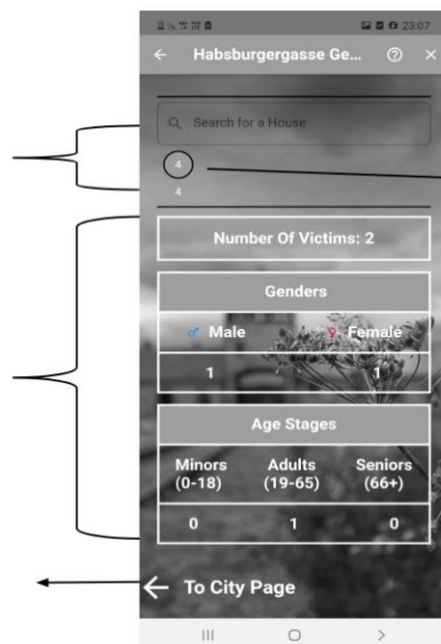 23:07
Habsburgergasse Ge...
Search for a House
4
4
Number Of Victims: 2
Genders
♂ Male ♀ Female
1 1
Age Stages
Minors Adults Seniors
(0-18) (19-65) (66+)
0 1 0
To City Page